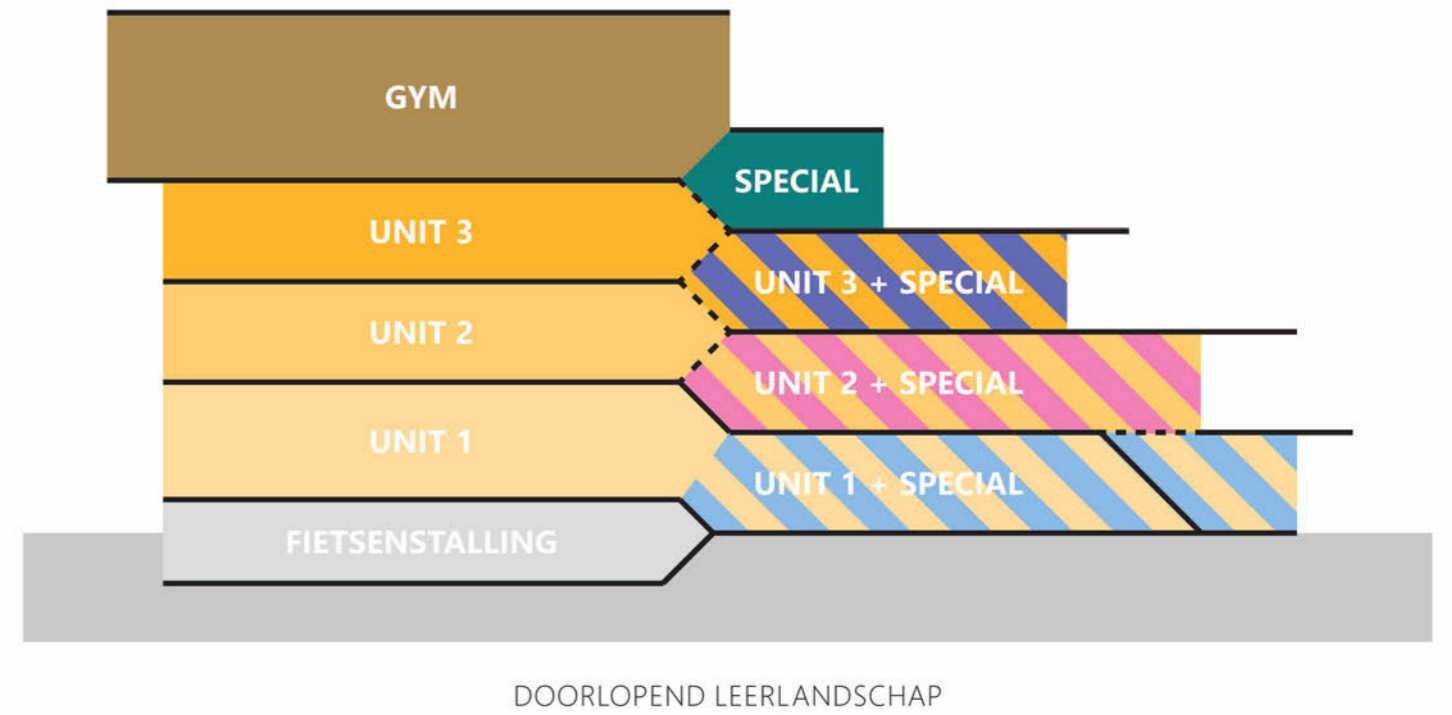 GYM
SPECIAL
UNIT 3
UNIT 3 + SPECIAL
UNIT 2
UNIT 2 + SPECIAL
UNIT 1
UNIT 1 + SPECIAL
FIETSENSTALLING
DOORLOPEND LEERLANDSCHAP